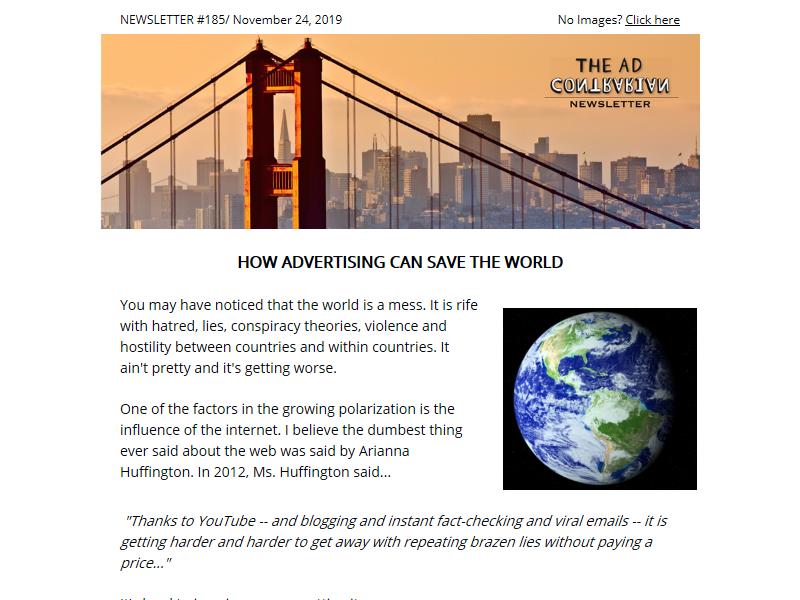 NEWSLETTER #185/ November 24, 2019
No Images? Click here
THE AD
CONTRARIAN
NEWSLETTER
HOW ADVERTISING CAN SAVE THE WORLD
You may have noticed that the world is a mess. It is rife
with hatred, lies, conspiracy theories, violence and
hostility between countries and within countries. It
ain't pretty and it's getting worse.
One of the factors in the growing polarization is the
influence of the internet. I believe the dumbest thing
ever said about the web was said by Arianna
Huffington. In 2012, Ms. Huffington said...
"Thanks to YouTube -- and blogging and instant fact-checking and viral emails -- it is
getting harder and harder to get away with repeating brazen lies without paying a
price..."